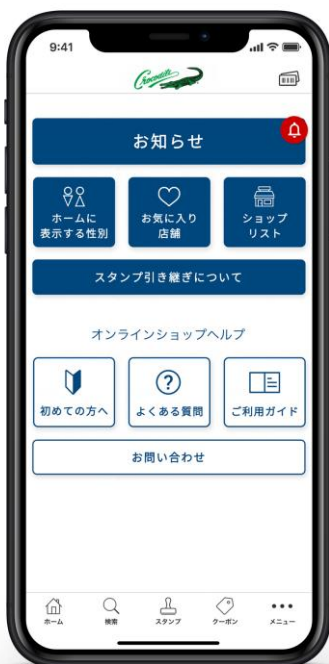 9:41
Crocodile
お知らせ
ホームに
表示する性別
お気に入り
店舗
ショップ
リスト
スタンプ引き継ぎについて
オンラインショップヘルプ
初めての方へ
よくある質問
ご利用ガイド
お問い合わせ
ホーム
検索
スタンプ
クーポン
メニュー